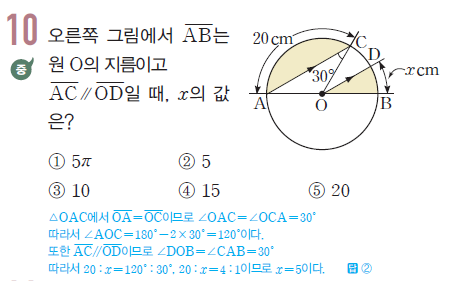 10 오른쪽 그림에서 AB는
중 원 O의 지름이고
AC∥OD일 때, x의 값
은?
20 cm
C
D
x cm
30°
A
O
B
① 5π
② 5
③ 10
④ 15
⑤ 20
△OAC에서 OA=OC이므로 ∠OAC=∠OCA=30°
따라서 ∠AOC=180°-2×30°=120°이다.
또한 AC∥OD이므로 ∠DOB=∠CAB=30°
따라서 20 : x=120° : 30°, 20 : x=4 : 1이므로 x=5이다. 답 ②